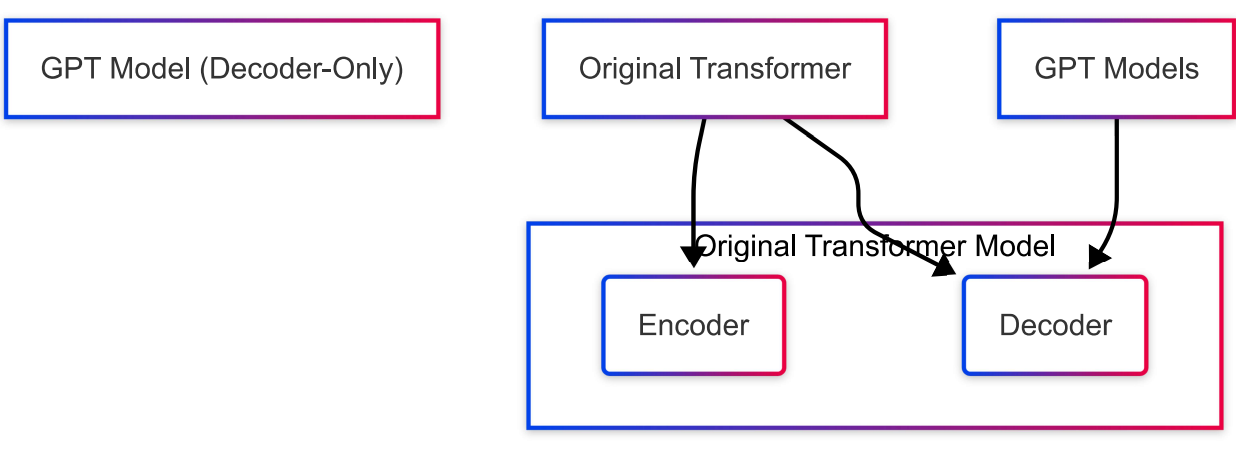 GPT Model (Decoder-Only)
Original Transformer
GPT Models
Original Transformer Model
Encoder
Decoder